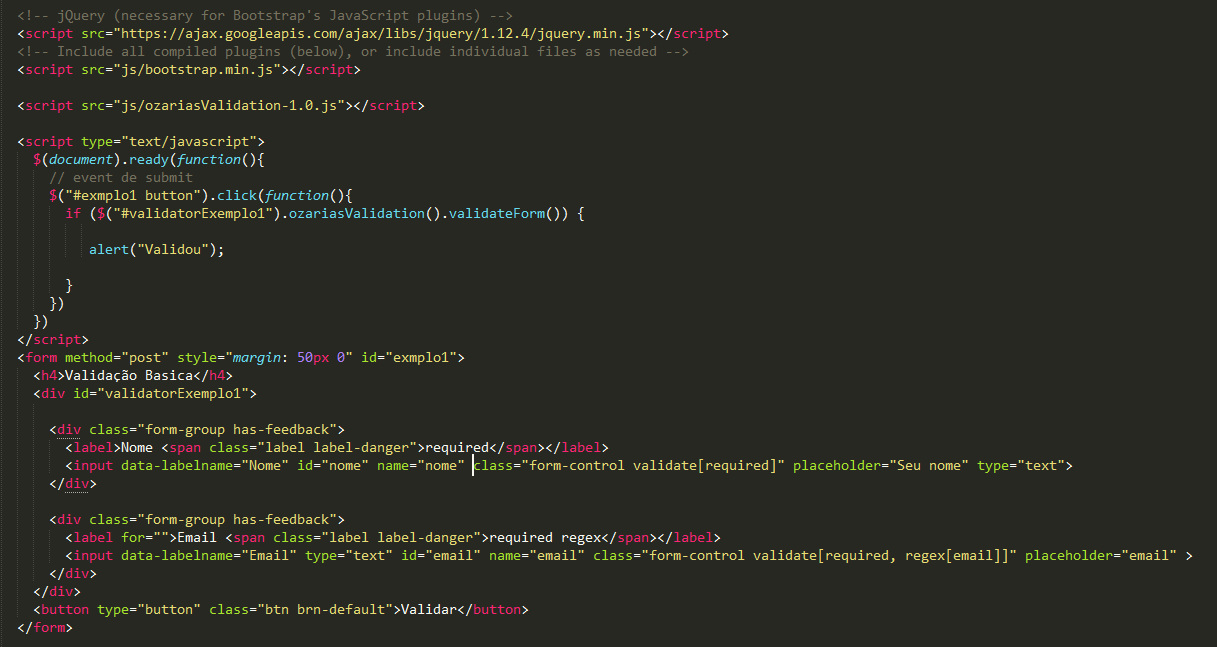 <!-- jQuery (necessary for Bootstrap's JavaScript plugins) -->
<script src="https://ajax.googleapis.com/ajax/libs/jquery/1.12.4/jquery.min.js"></script>
<!-- Include all compiled plugins (below), or include individual files as needed -->
<script src="js/bootstrap.min.js"></script>
<script src="js/ozariasValidation-1.0.js"></script>
<script type="text/javascript">
$(document).ready(function(){
// event de submit
$("#exmplo1 button").click(function(){
if ($("#validatorExemplo1").ozariasValidation().validateForm()) {
alert("Validou");
}
})
})
</script>
<form method="post" style="margin: 50px 0" id="exmplo1">
<h4>Validação Basica</h4>
<div id="validatorExemplo1">
<div class="form-group has-feedback">
<label>Nome <span class="label label-danger">required</span></label>
<input data-labelname="Nome" id="nome" name="nome" class="form-control validate[required]" placeholder="Seu nome" type="text">
</div>
<div class="form-group has-feedback">
<label for="">Email <span class="label label-danger">required regex</span></label>
<input data-labelname="Email" type="text" id="email" name="email" class="form-control validate[required, regex[email]]" placeholder="email" >
</div>
</div>
<button type="button" class="btn brn-default">Validar</button>
</form>